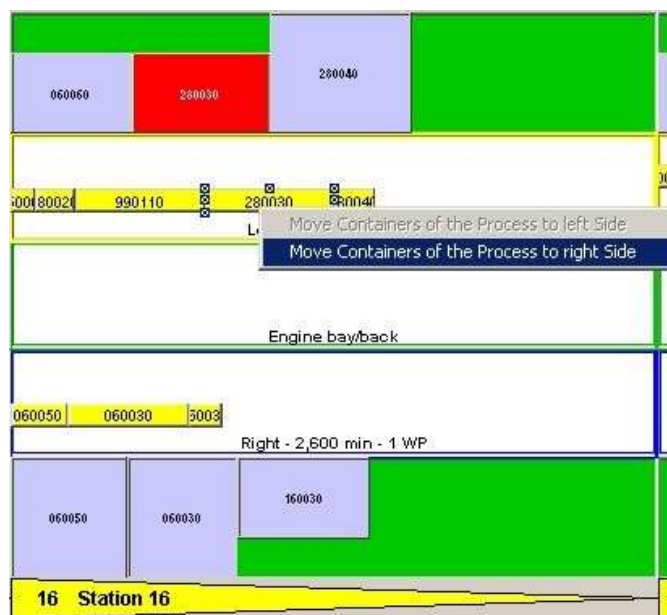 060060 280030 280040
80020 990110 280030 80040
Move Containers of the Process to left Side
Move Containers of the Process to right Side
Engine bay/back
060050 060030
Right - 2,600 min - 1 WP
060050 060030 160030
16 Station 16